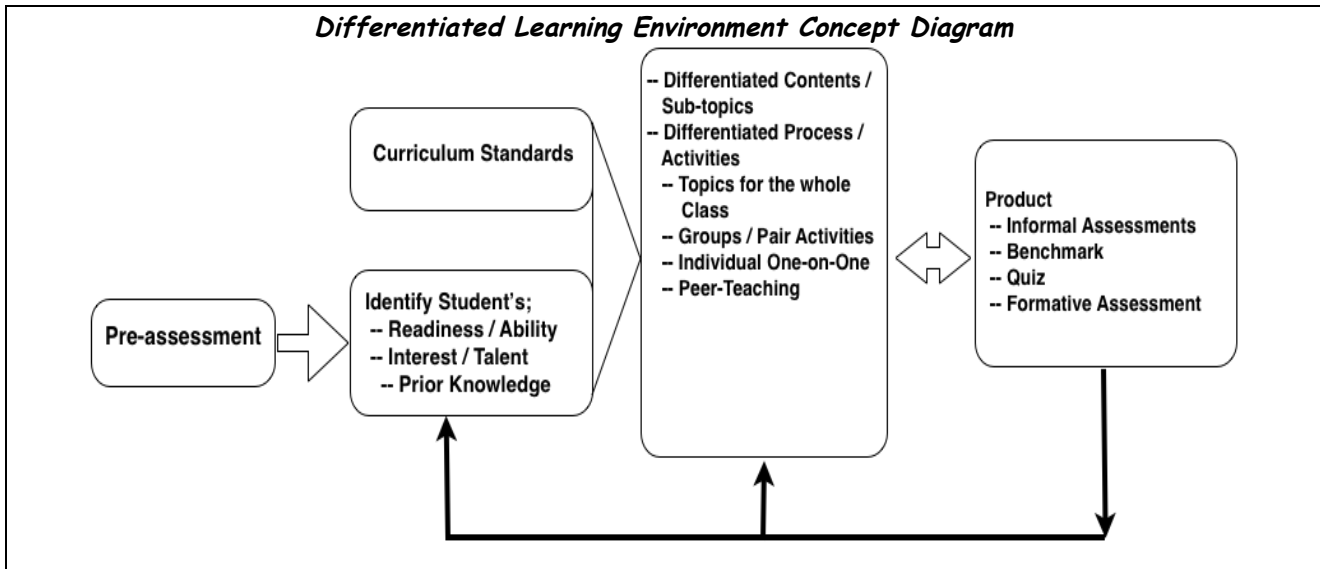 Differentiated Learning Environment Concept Diagram
Curriculum Standards
Pre-assessment
Identify Student's;
-- Readiness / Ability
-- Interest / Talent
-- Prior Knowledge
-- Differentiated Contents /
Sub-topics
-- Differentiated Process /
Activities
-- Topics for the whole
Class
-- Groups / Pair Activities
-- Individual One-on-One
-- Peer-Teaching
Product
-- Informal Assessments
-- Benchmark
-- Quiz
-- Formative Assessment